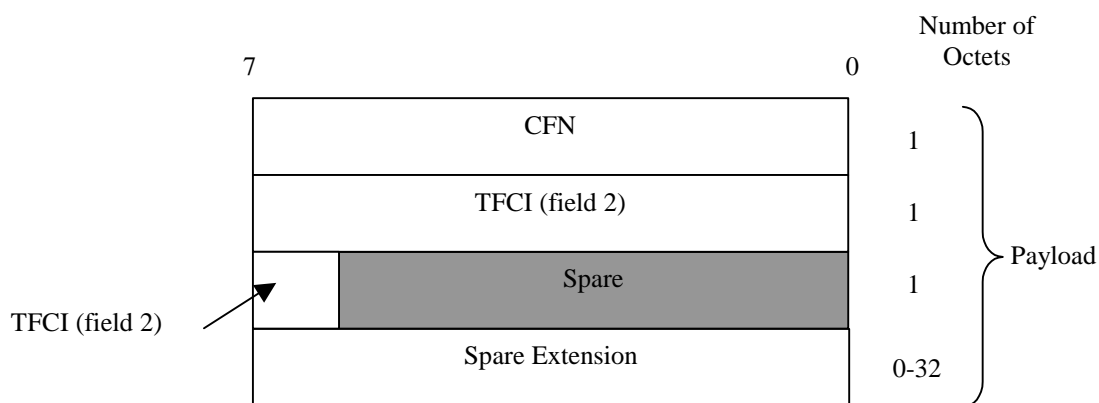 Number of
Octets
7
0
CFN
1
TFCI (field 2)
1
Spare
1
Payload
TFCI (field 2)
Spare Extension
0-32